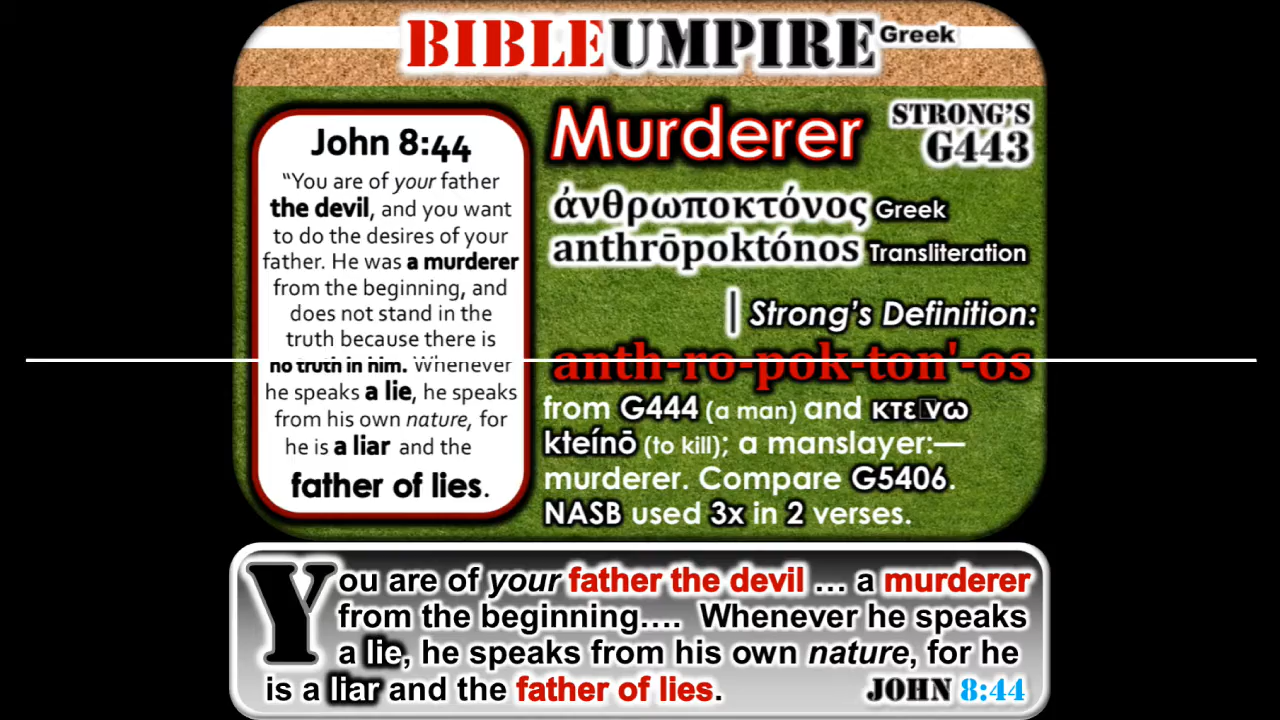 BIBLEUMPIRE Greek
John 8:44
"You are of your father
the devil, and you want
to do the desires of your
father. He was a murderer
from the beginning, and
does not stand in the
truth because there is
no truth in him. Whenever
he speaks a lie, he speaks
from his own nature, for
he is a liar and the
father of lies.
Murderer
STRONG'S
G443
ἀνθρωποκτόνος Greek
anthrōpoktónos Transliteration
| Strong's Definition:
anth-ro-pok-ton'-os
from G444 (a man) and κτε□νω
kteínō (to kill); a manslayer:—
murderer. Compare G5406.
NASB used 3x in 2 verses.
You are of your father the devil … a murderer
from the beginning…. Whenever he speaks
a lie, he speaks from his own nature, for he
is a liar and the father of lies. JOHN 8:44